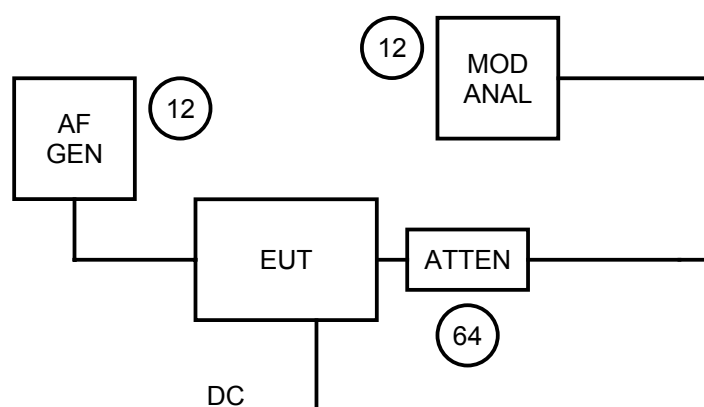 12
MOD
ANAL
AF
GEN
12
EUT
ATTEN
64
DC